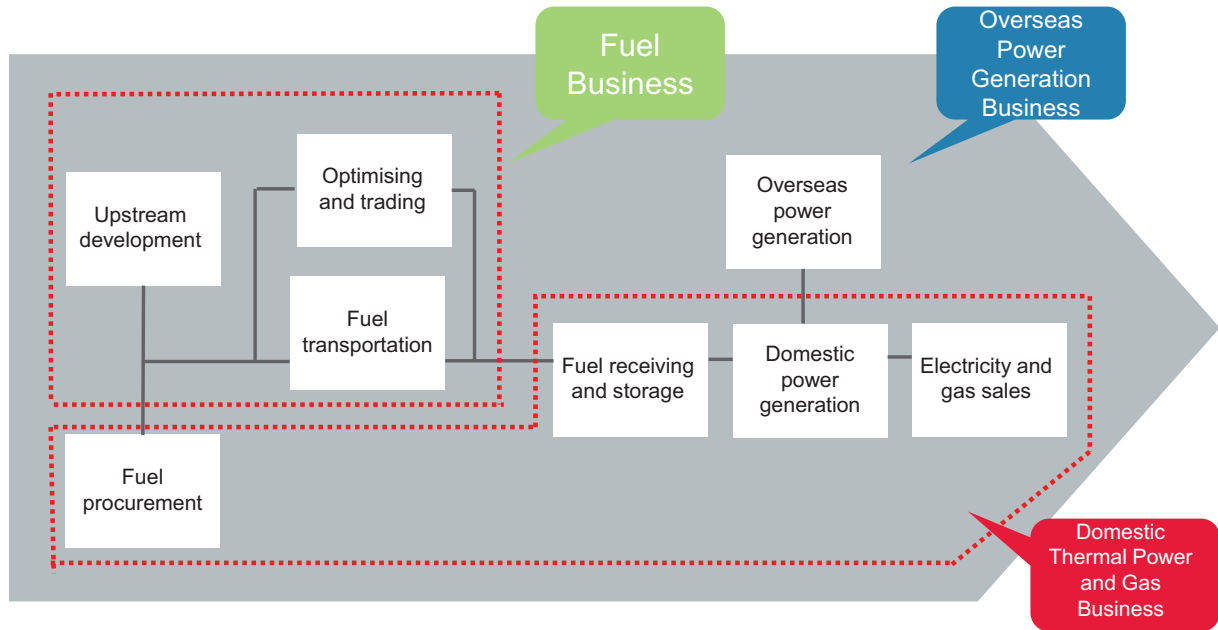 Fuel
Business
Overseas
Power
Generation
Business
Upstream
development
Optimising
and trading
Fuel
transportation
Fuel
procurement
Overseas
power
generation
Fuel receiving
and storage
Domestic
power
generation
Electricity and
gas sales
Domestic
Thermal Power
and Gas
Business